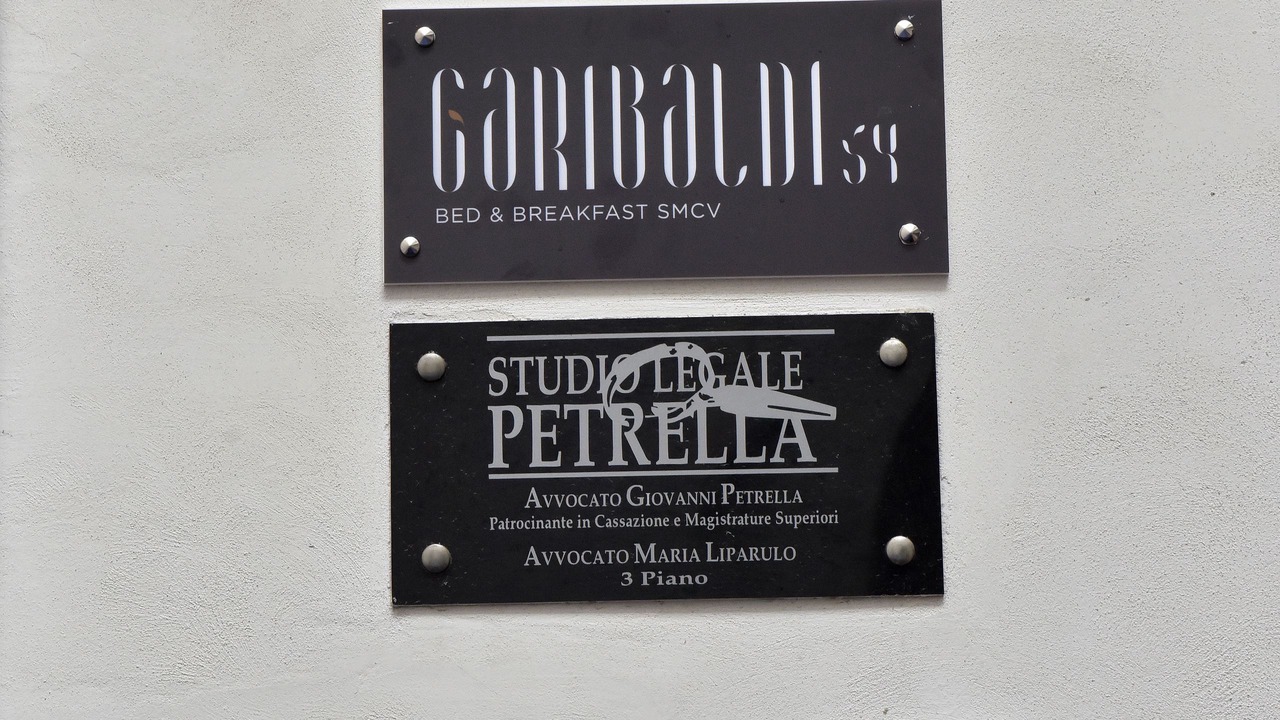 GARIBALDI 54
BED & BREAKFAST SMCV
STUDIO LEGALE
PETRELLA
AVVOCATO GIOVANNI PETRELLA
Patrocinante in Cassazione e Magistrature Superiori
AVVOCATO MARIA LIPARULO
3 Piano